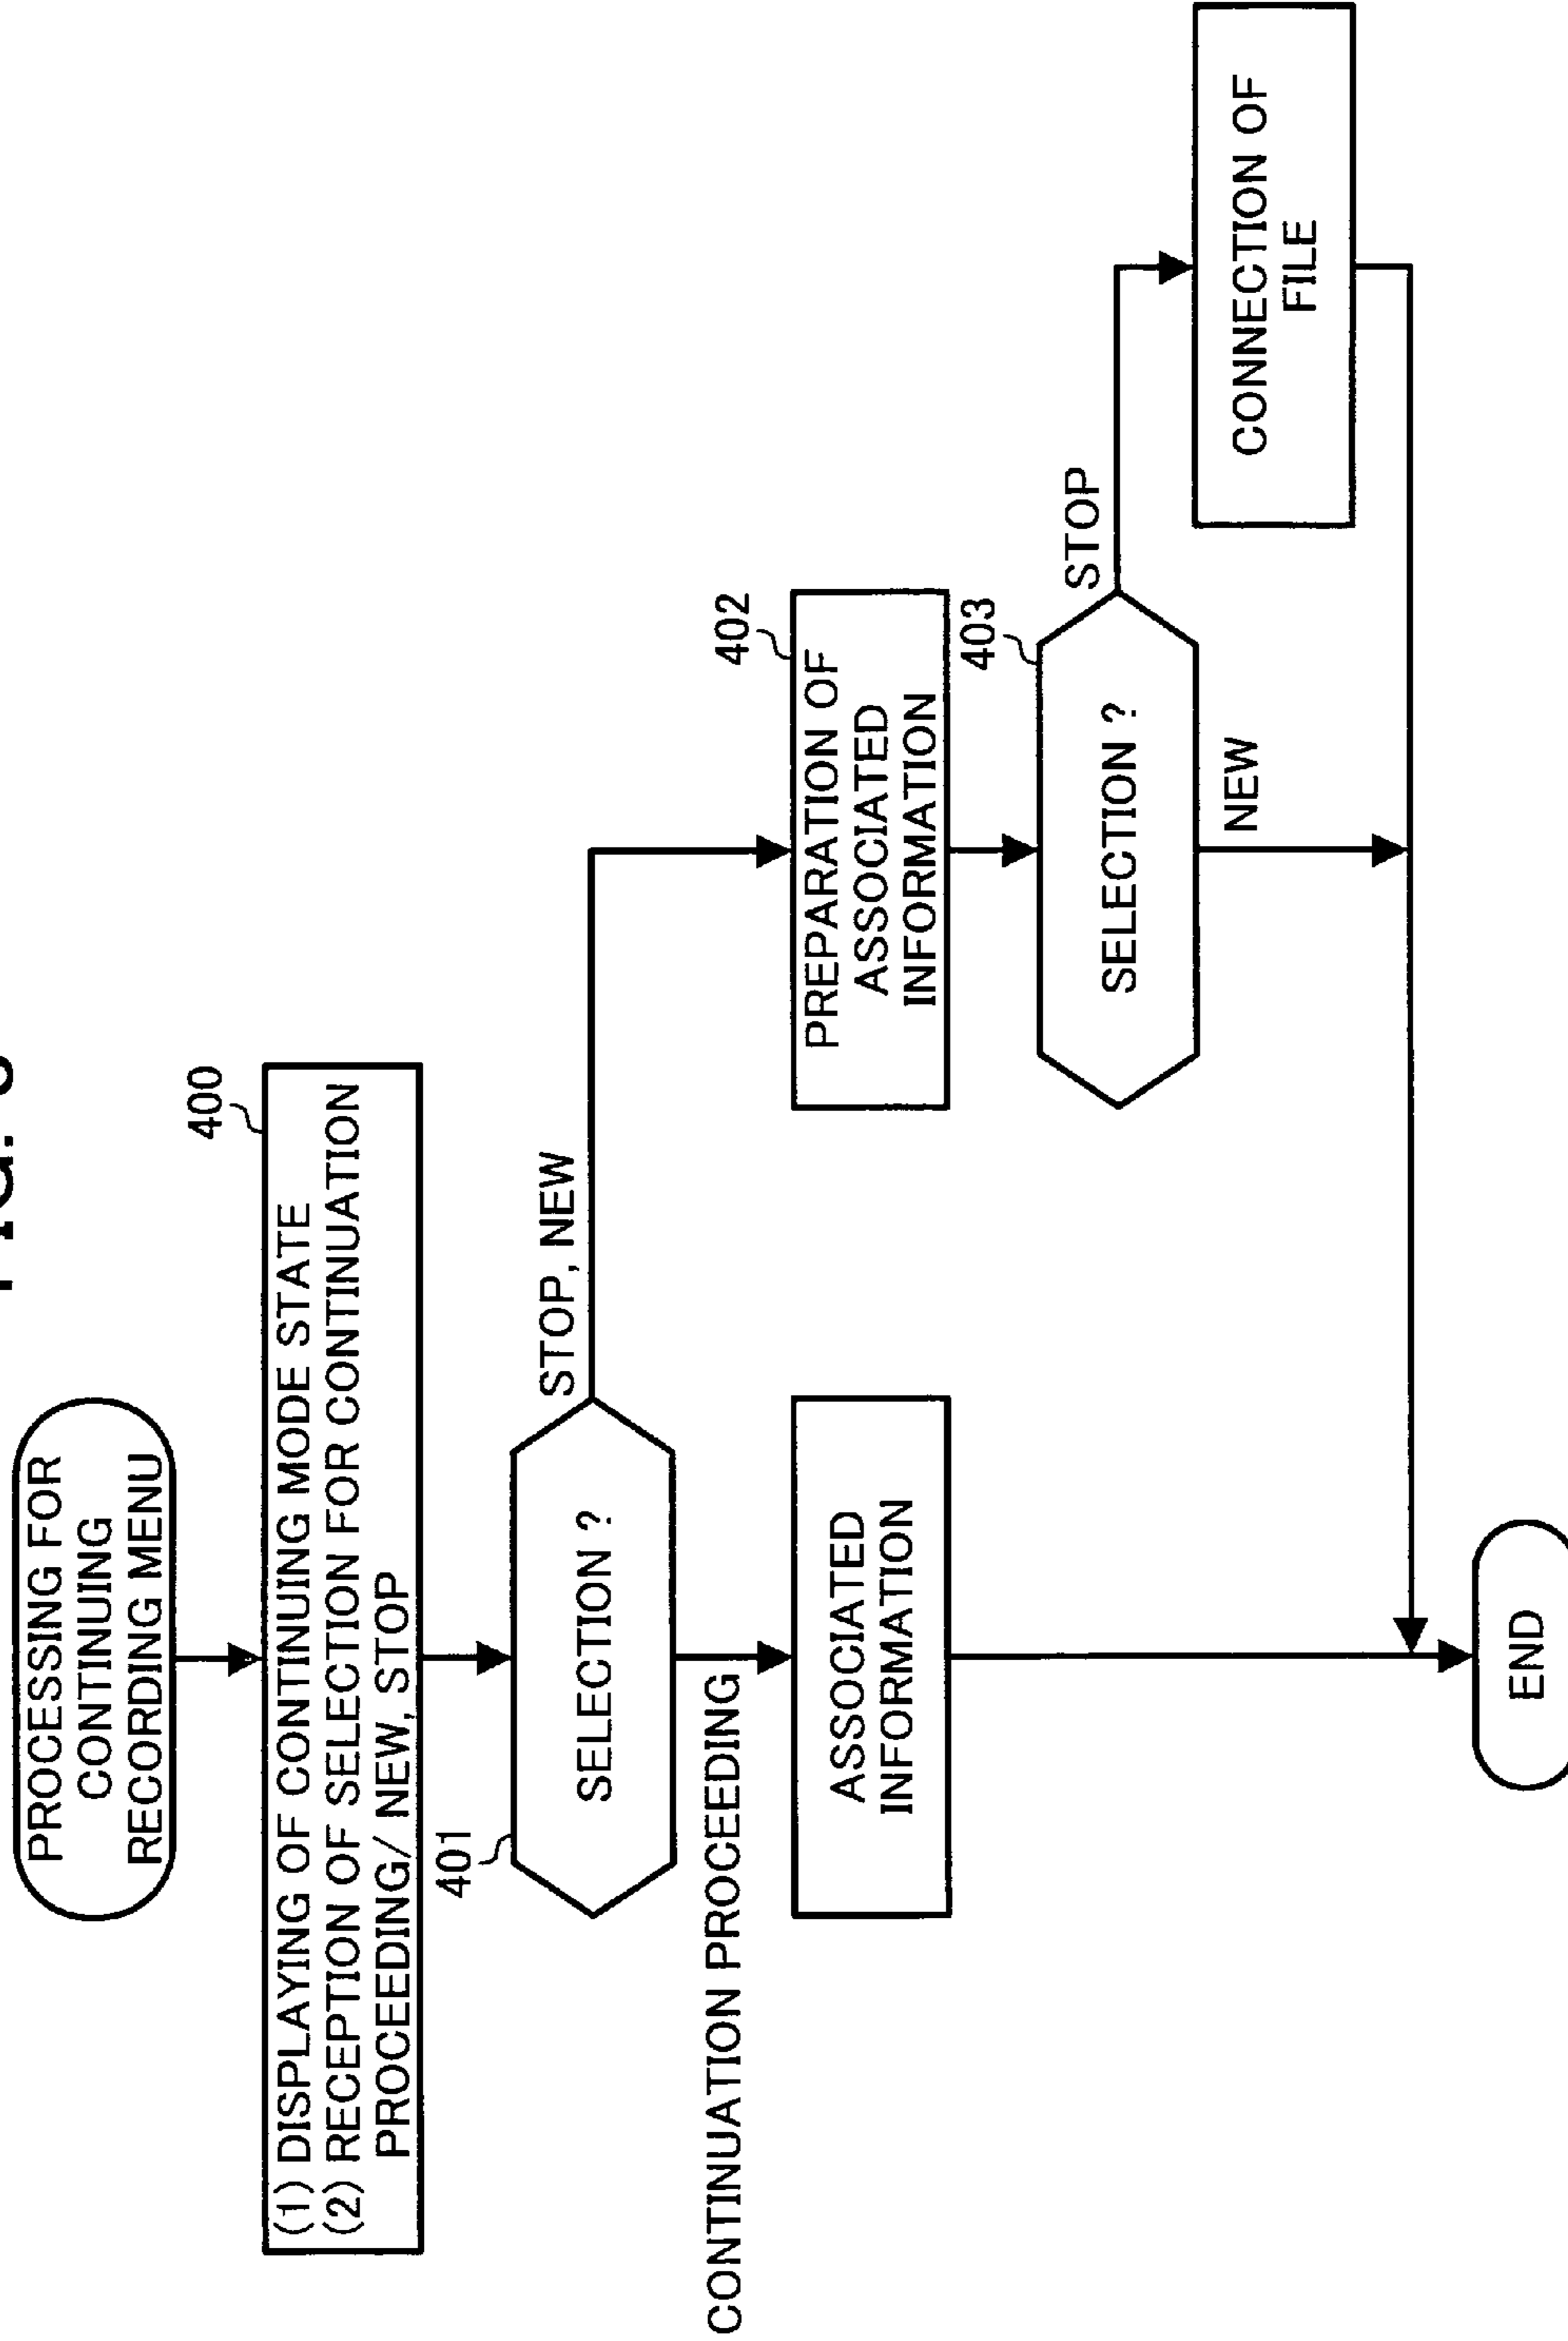 PROCESSING FOR
CONTINUING
RECORDING MENU
400
(1) DISPLAYING OF CONTINUING MODE STATE
(2) RECEPTION OF SELECTION FOR CONTINUATION
PROCEEDING/ NEW, STOP
401
SELECTION ?
STOP, NEW
CONTINUATION PROCEEDING
ASSOCIATED
INFORMATION
402
PREPARATION OF
ASSOCIATED
INFORMATION
403
SELECTION ?
STOP
NEW
CONNECTION OF
FILE
END